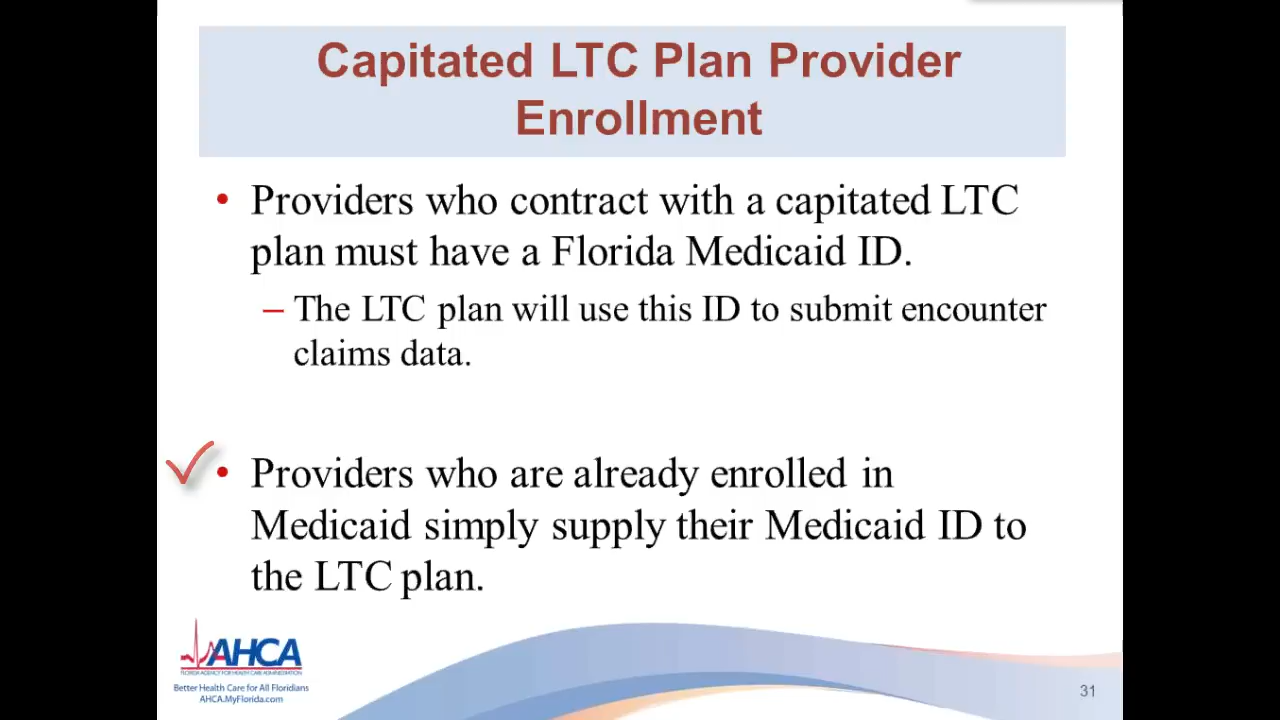 Capitated LTC Plan Provider
Enrollment
• Providers who contract with a capitated LTC
plan must have a Florida Medicaid ID.
– The LTC plan will use this ID to submit encounter
claims data.
• Providers who are already enrolled in
Medicaid simply supply their Medicaid ID to
the LTC plan.
AHCA
FLORIDA AGENCY FOR HEALTH CARE ADMINISTRATION
Better Health Care for All Floridians
AHCA.MyFlorida.com
31